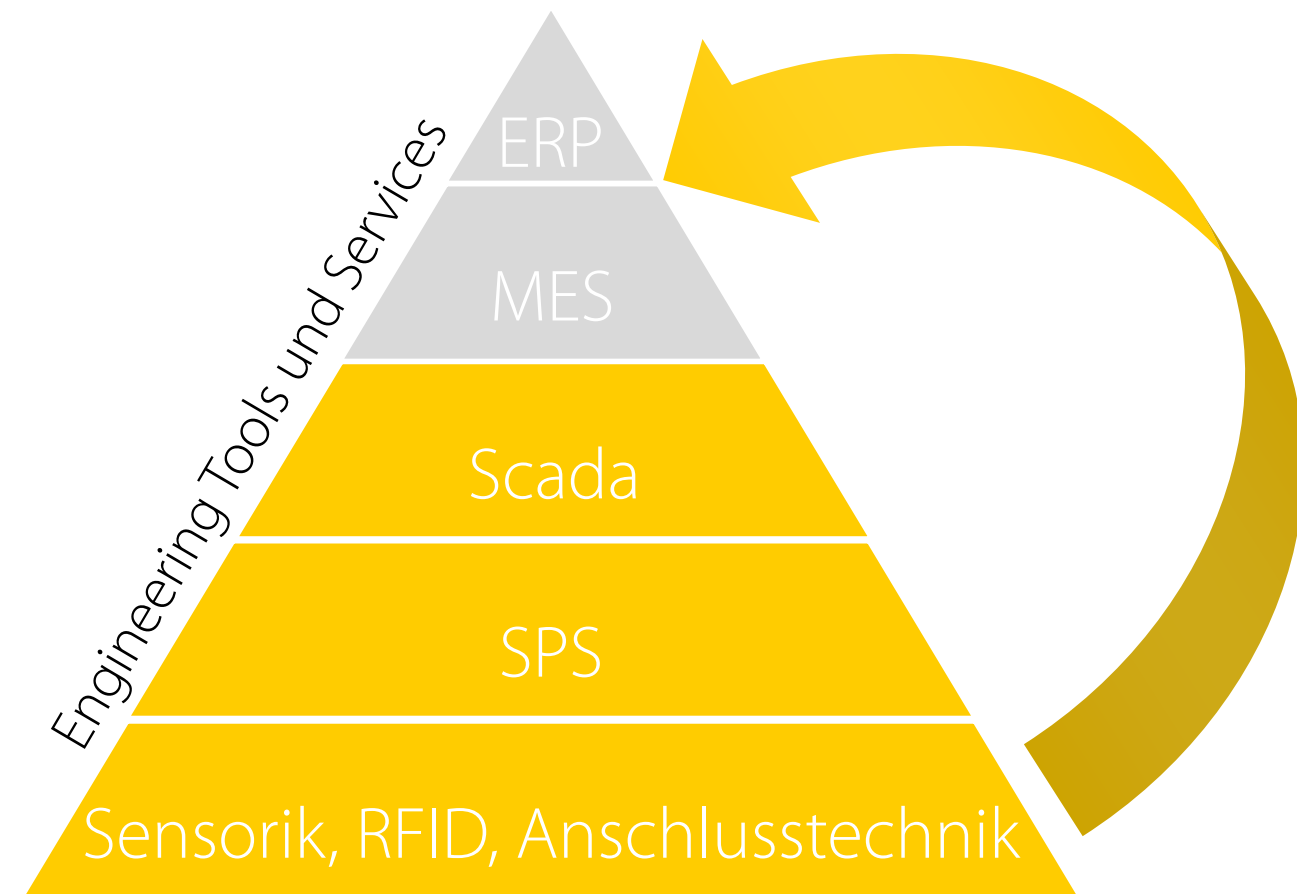 ERP
MES
Scada
SPS
Sensorik, RFID, Anschlusstechnik
Engineering Tools und Services